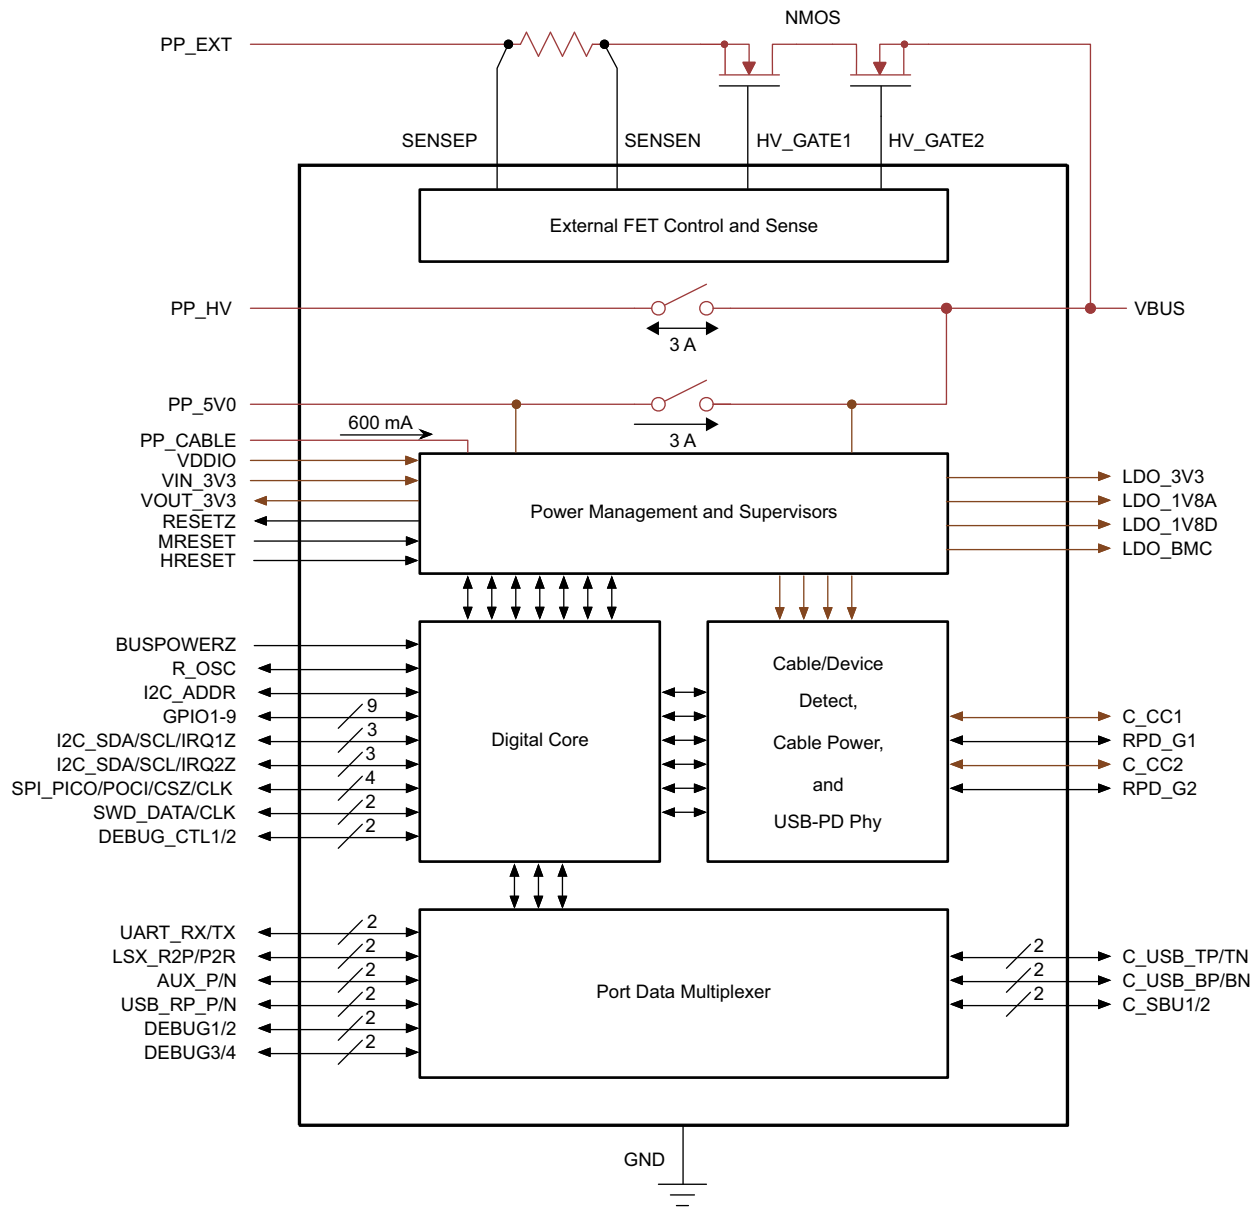 NMOS
PP_EXT
SENSEP
SENSEN
HV_GATE1
HV_GATE2
External FET Control and Sense
PP_HV
3 A
VBUS
PP_5V0
3 A
600 mA
PP_CABLE
VDDIO
VIN_3V3
VOUT_3V3
RESETZ
MRESET
HRESET
Power Management and Supervisors
LDO_3V3
LDO_1V8A
LDO_1V8D
LDO_BMC
BUSPOWERZ
R_OSC
I2C_ADDR
GPIO1-9
9
I2C_SDA/SCL/IRQ1Z
3
I2C_SDA/SCL/IRQ2Z
3
SPI_PICO/POCI/CSZ/CLK
4
SWD_DATA/CLK
2
DEBUG_CTL1/2
2
Digital Core
Cable/Device
Detect,
Cable Power,
and
USB-PD Phy
C_CC1
RPD_G1
C_CC2
RPD_G2
UART_RX/TX
2
LSX_R2P/P2R
2
AUX_P/N
2
USB_RP_P/N
2
DEBUG1/2
2
DEBUG3/4
2
Port Data Multiplexer
2
C_USB_TP/TN
2
C_USB_BP/BN
2
C_SBU1/2
GND